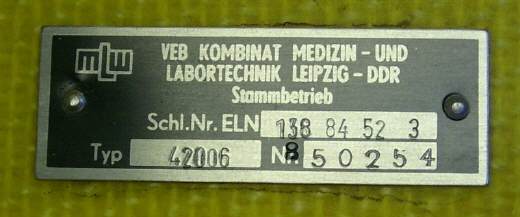 mlw
VEB KOMBINAT MEDIZIN-UND
LABORTECHNIK LEIPZIG-DDR
Stammbetrieb
Schl.Nr. ELN 138 84 52 3
Typ 42006 Nr. 8 50254